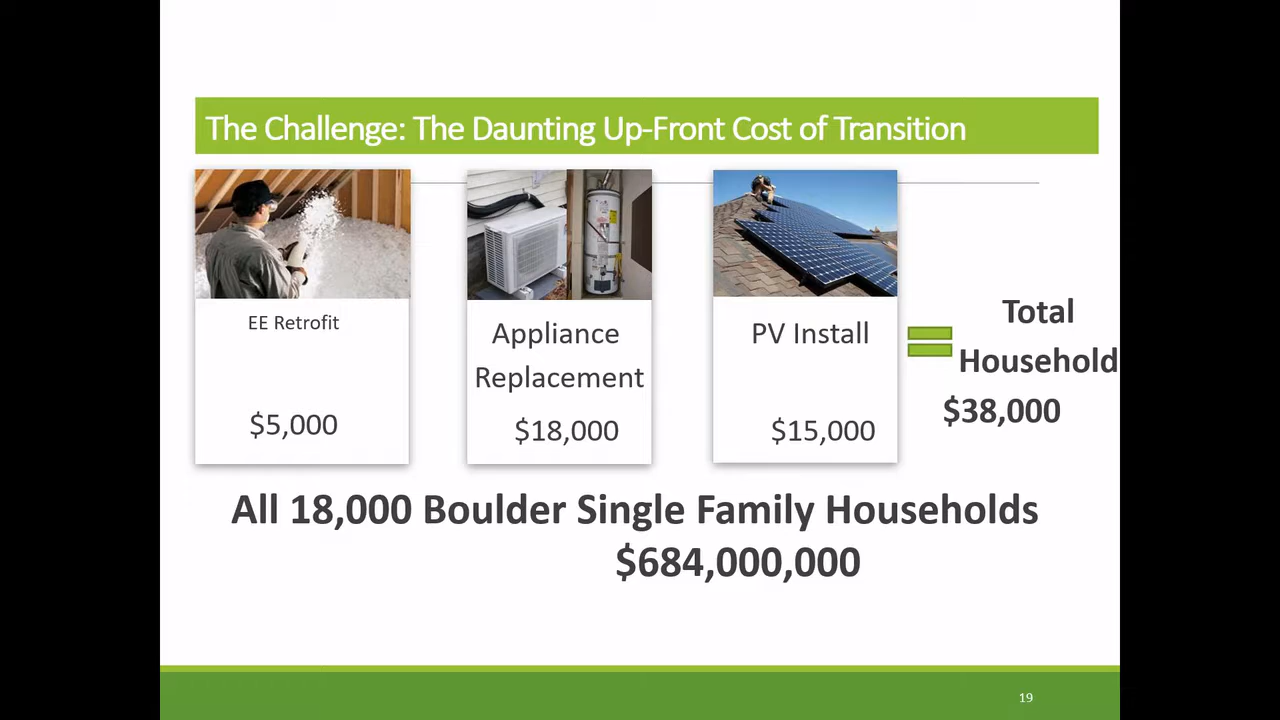 The Challenge: The Daunting Up-Front Cost of Transition
EE Retrofit
$5,000
Appliance
Replacement
$18,000
PV Install
$15,000
Total
Household
$38,000
All 18,000 Boulder Single Family Households
$684,000,000
19